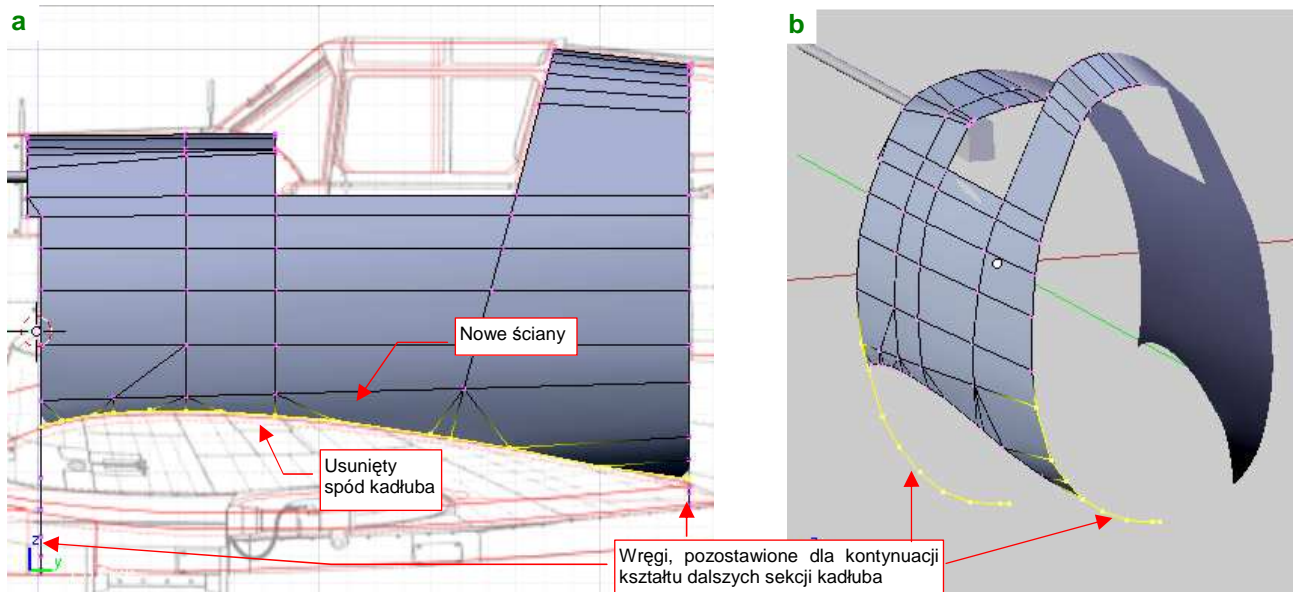 a
b
Nowe ściany
Usunięty
spód kadłuba
Wręgi, pozostawione dla kontynuacji
kształtu dalszych sekcji kadłuba
z
y